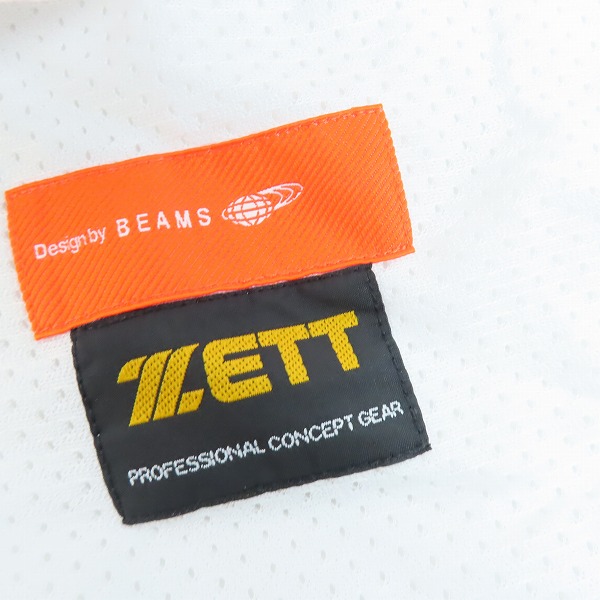 Design by BEAMS
ZETT
PROFESSIONAL CONCEPT GEAR